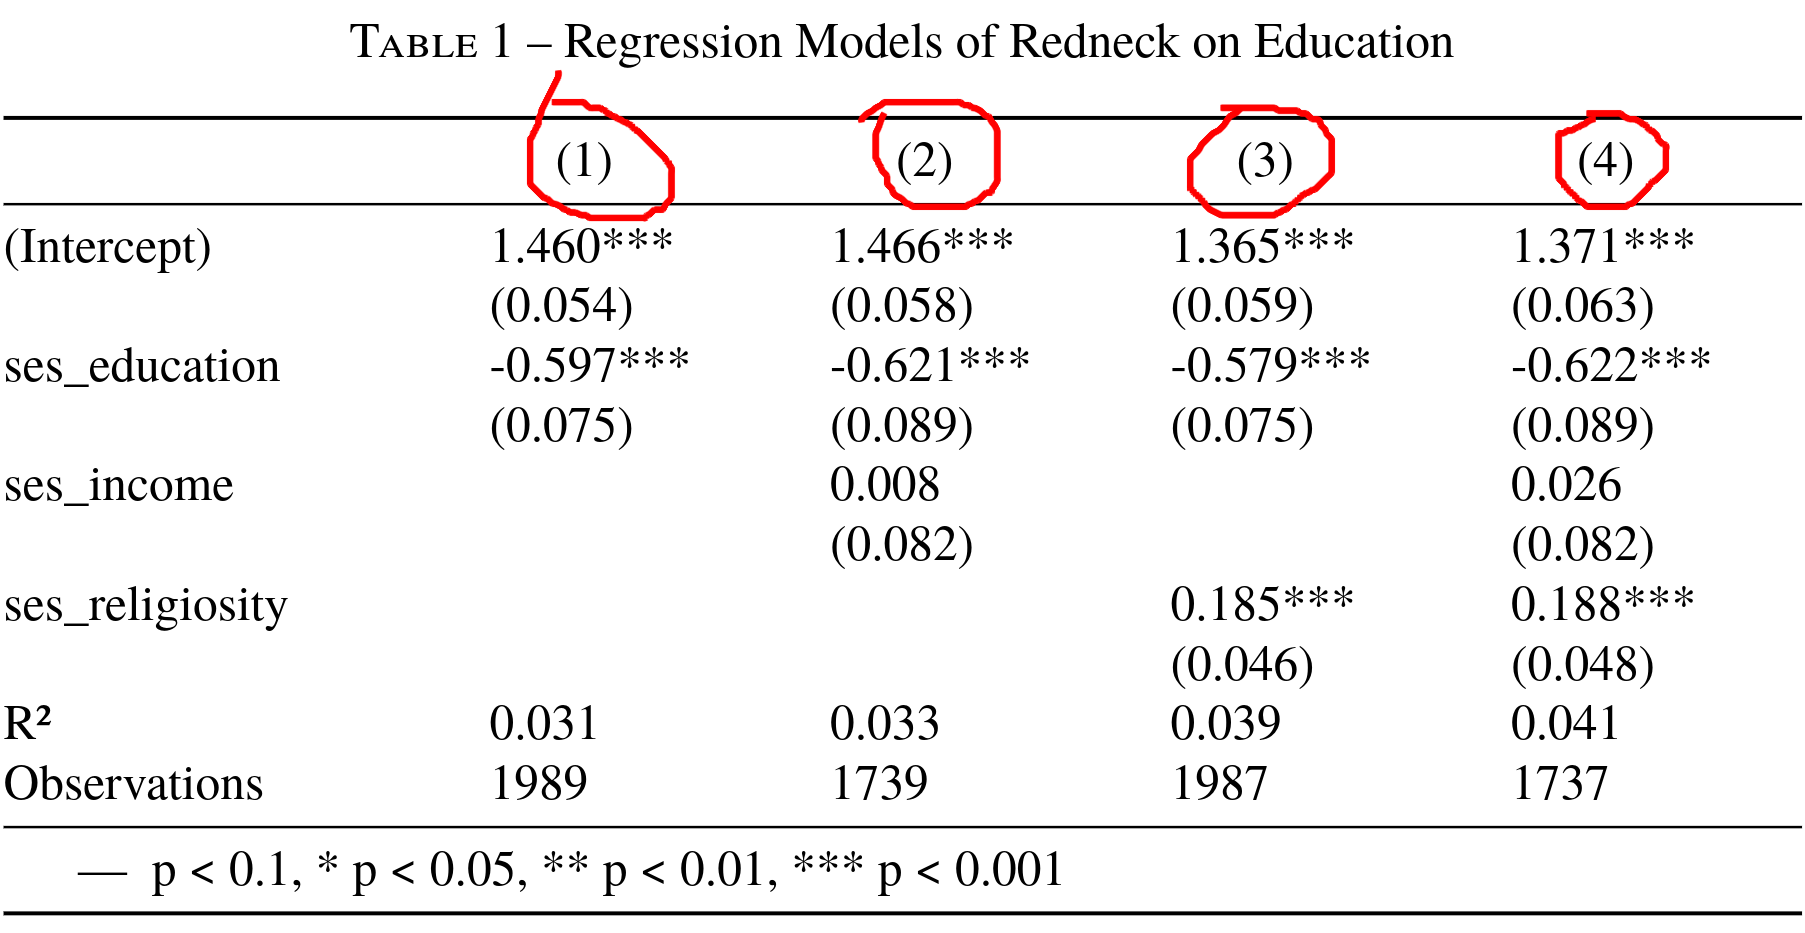 TABLE 1 – Regression Models of Redneck on Education
(1) (2) (3) (4)
(Intercept) 1.460*** 1.466*** 1.365*** 1.371***
(0.054) (0.058) (0.059) (0.063)
ses_education -0.597*** -0.621*** -0.579*** -0.622***
(0.075) (0.089) (0.075) (0.089)
ses_income 0.008 0.026
(0.082) (0.082)
ses_religiosity 0.185*** 0.188***
(0.046) (0.048)
R² 0.031 0.033 0.039 0.041
Observations 1989 1739 1987 1737
— p < 0.1, * p < 0.05, ** p < 0.01, *** p < 0.001